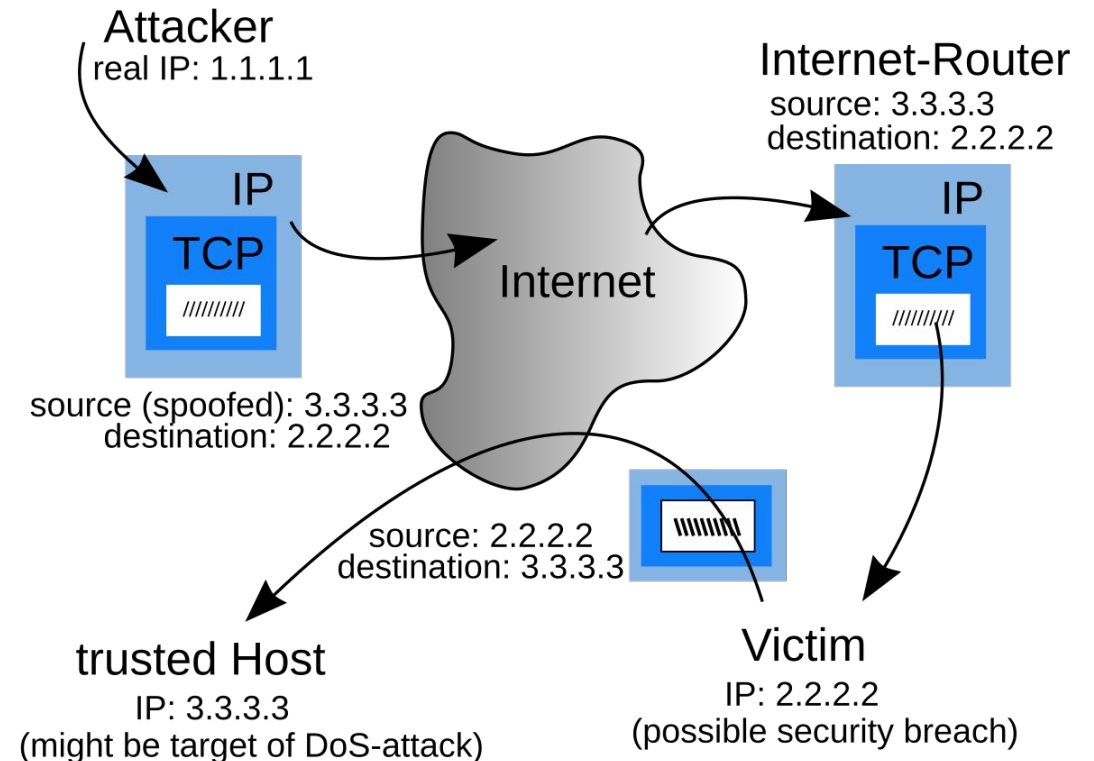 Attacker
real IP: 1.1.1.1
Internet-Router
source: 3.3.3.3
destination: 2.2.2.2
IP
TCP
//////////
Internet
IP
TCP
//////////
source (spoofed): 3.3.3.3
destination: 2.2.2.2
source: 2.2.2.2
destination: 3.3.3.3
\\\\\\\\\\
trusted Host
IP: 3.3.3.3
(might be target of DoS-attack)
Victim
IP: 2.2.2.2
(possible security breach)